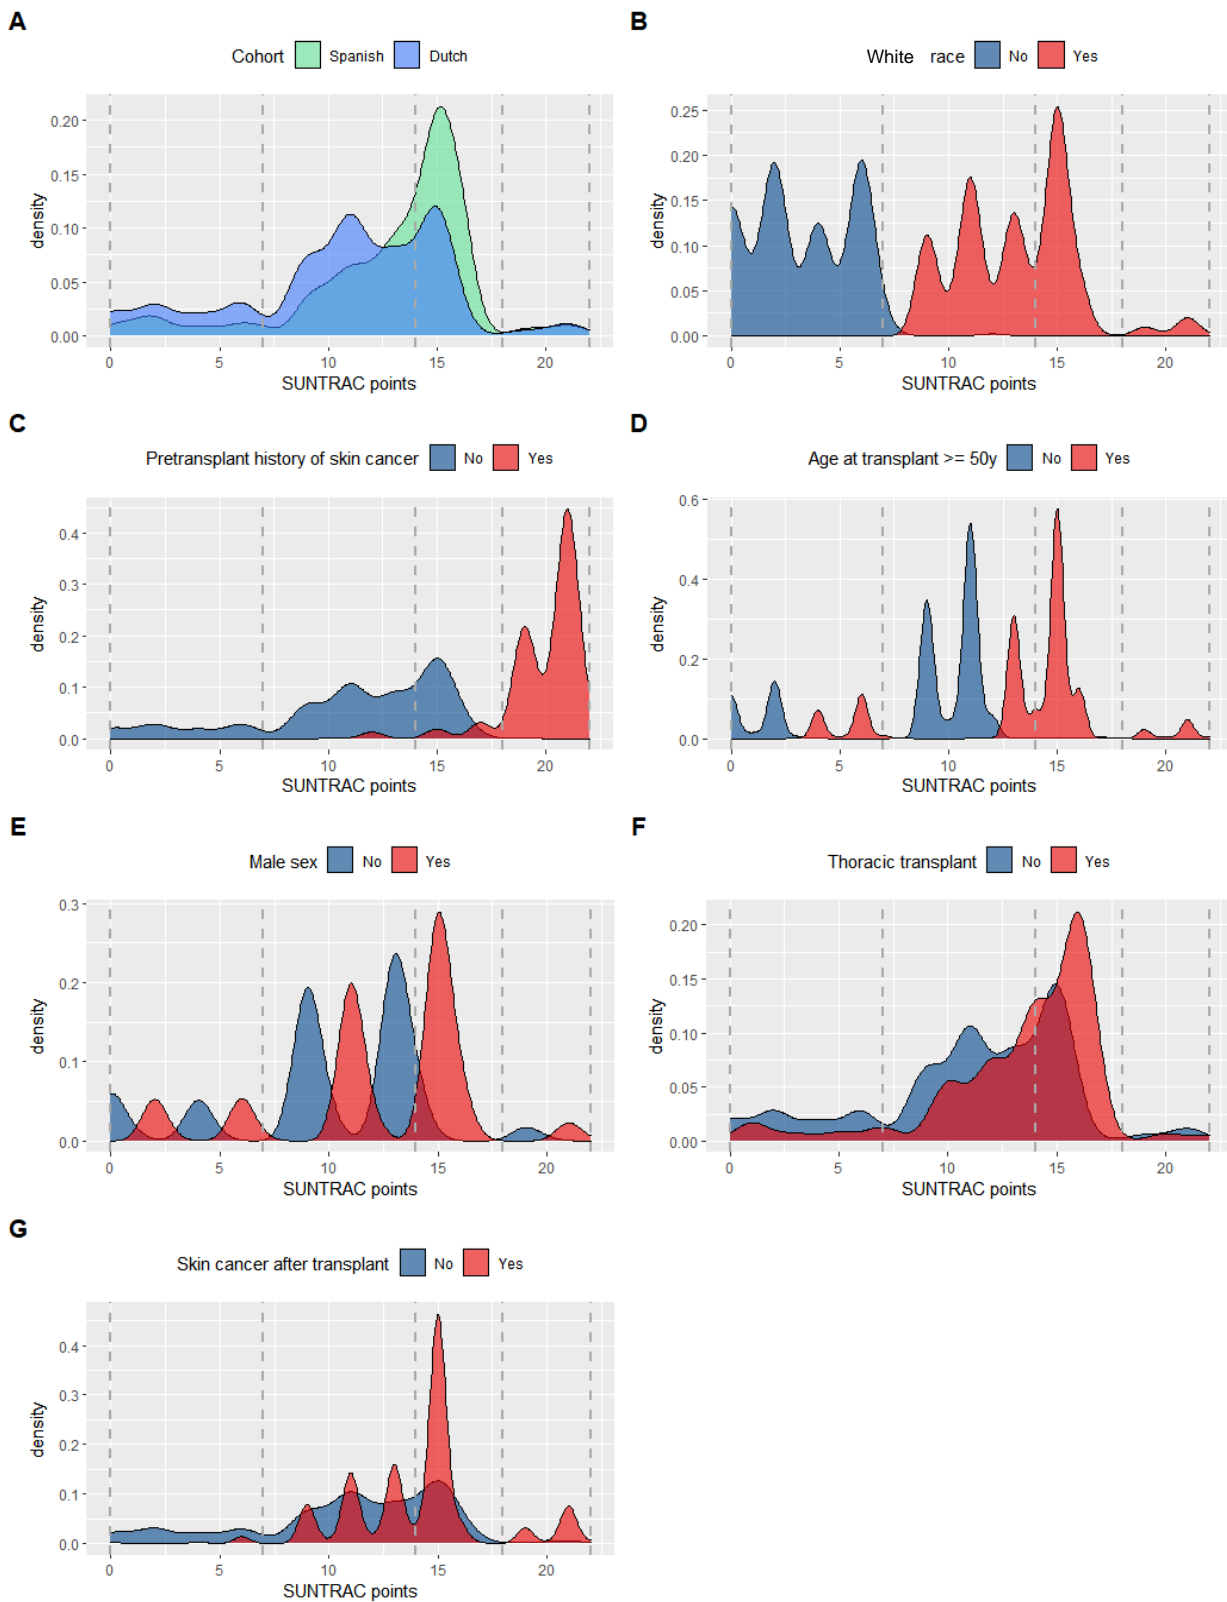 A
Cohort Spanish Dutch
density
0.20
0.15
0.10
0.05
0.00
0 5 10 15 20
SUNTRAC points
B
White race No Yes
density
0.25
0.20
0.15
0.10
0.05
0.00
0 5 10 15 20
SUNTRAC points
C
Pretransplant history of skin cancer No Yes
density
0.4
0.3
0.2
0.1
0.0
0 5 10 15 20
SUNTRAC points
D
Age at transplant >= 50y No Yes
density
0.6
0.4
0.2
0.0
0 5 10 15 20
SUNTRAC points
E
Male sex No Yes
density
0.3
0.2
0.1
0.0
0 5 10 15 20
SUNTRAC points
F
Thoracic transplant No Yes
density
0.20
0.15
0.10
0.05
0.00
0 5 10 15 20
SUNTRAC points
G
Skin cancer after transplant No Yes
density
0.4
0.3
0.2
0.1
0.0
0 5 10 15 20
SUNTRAC points